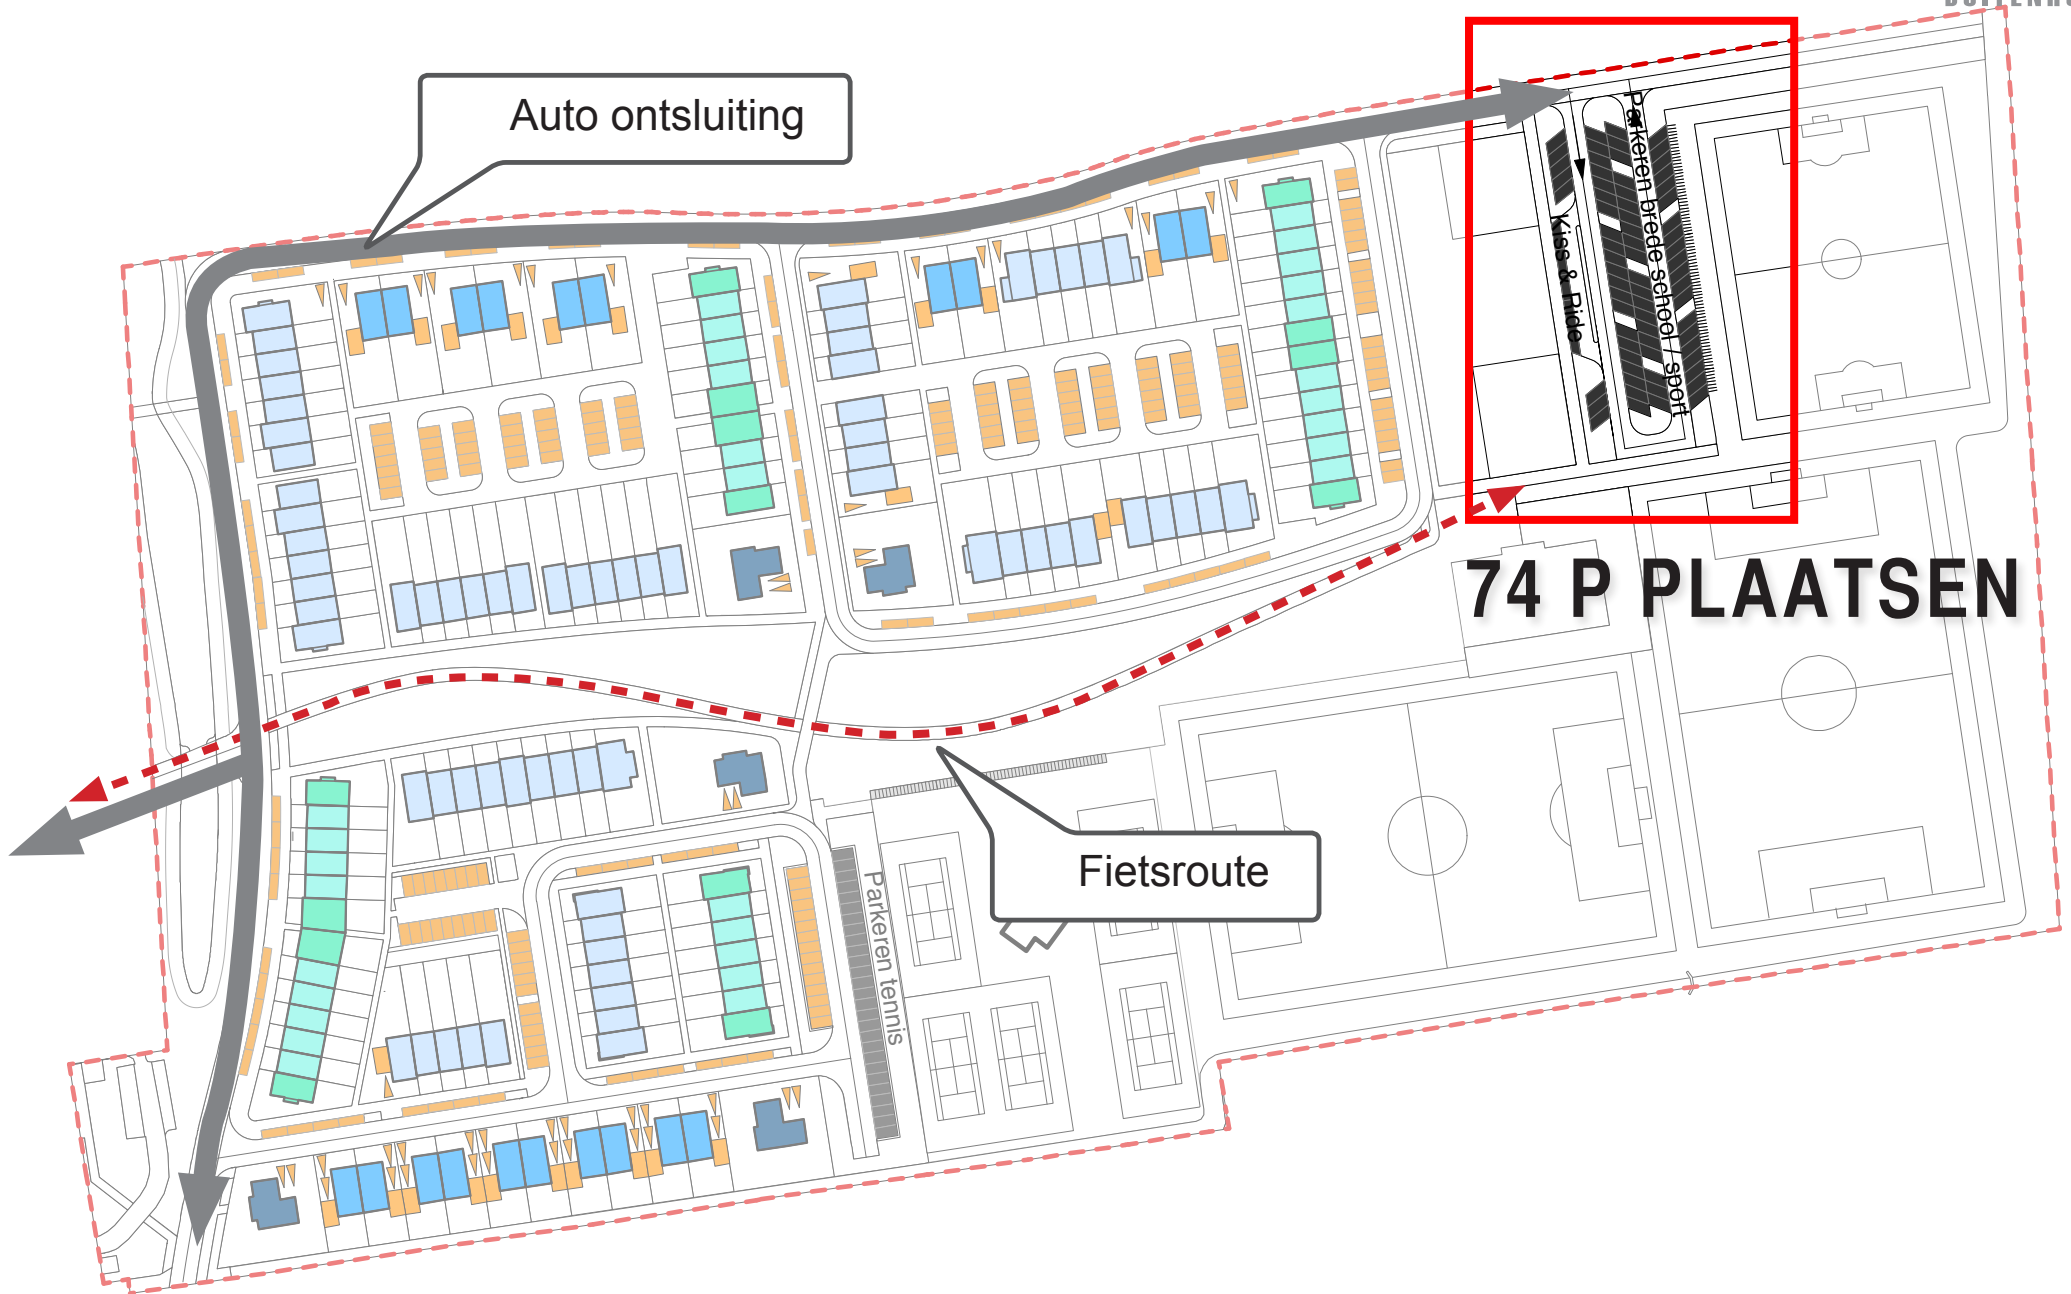 Auto ontsluiting
Parkeren brede school / sport
Kiss & Ride
74 P PLAATSEN
Fietsroute
Parkeren tennis